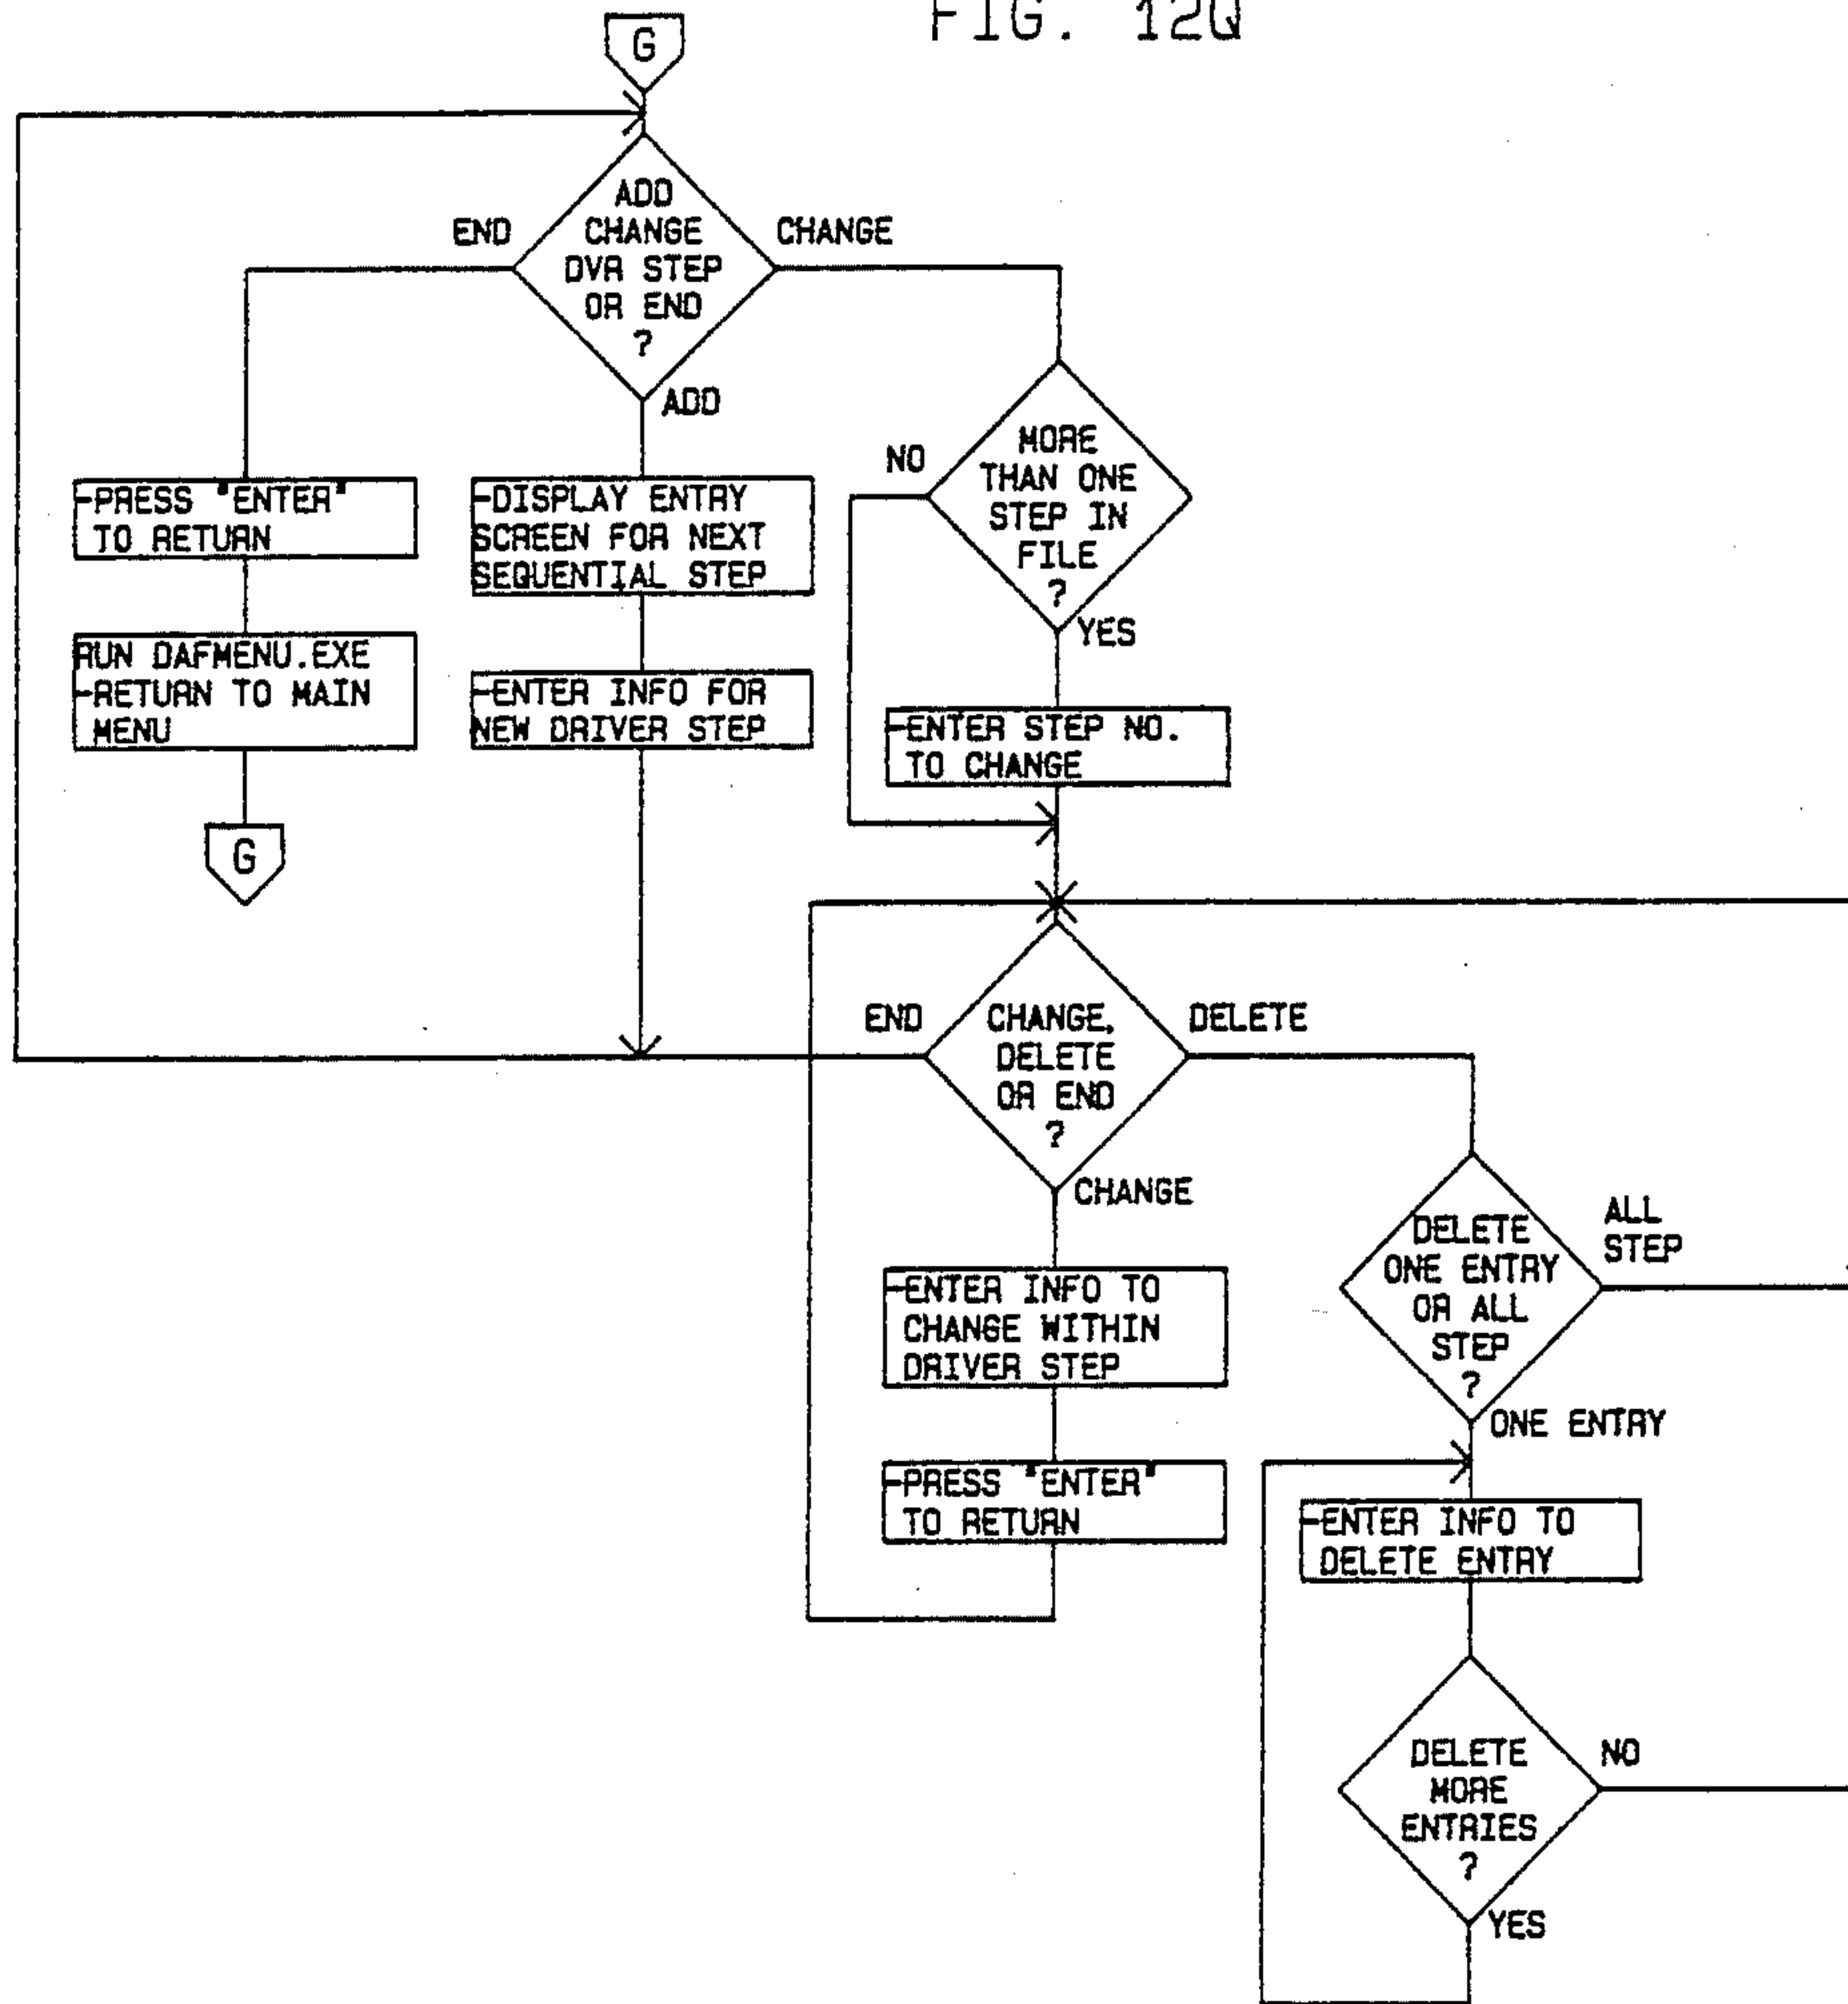 FIG. 12Q
G
ADD
CHANGE
DVR STEP
OR END
?
END
CHANGE
ADD
-PRESS "ENTER"
TO RETURN
RUN DAFMENU.EXE
-RETURN TO MAIN
MENU
G
-DISPLAY ENTRY
SCREEN FOR NEXT
SEQUENTIAL STEP
-ENTER INFO FOR
NEW DRIVER STEP
MORE
THAN ONE
STEP IN
FILE
?
NO
YES
-ENTER STEP NO.
TO CHANGE
CHANGE,
DELETE
OR END
?
END
DELETE
CHANGE
-ENTER INFO TO
CHANGE WITHIN
DRIVER STEP
-PRESS "ENTER"
TO RETURN
DELETE
ONE ENTRY
OR ALL
STEP
?
ALL
STEP
ONE ENTRY
-ENTER INFO TO
DELETE ENTRY
DELETE
MORE
ENTRIES
?
NO
YES